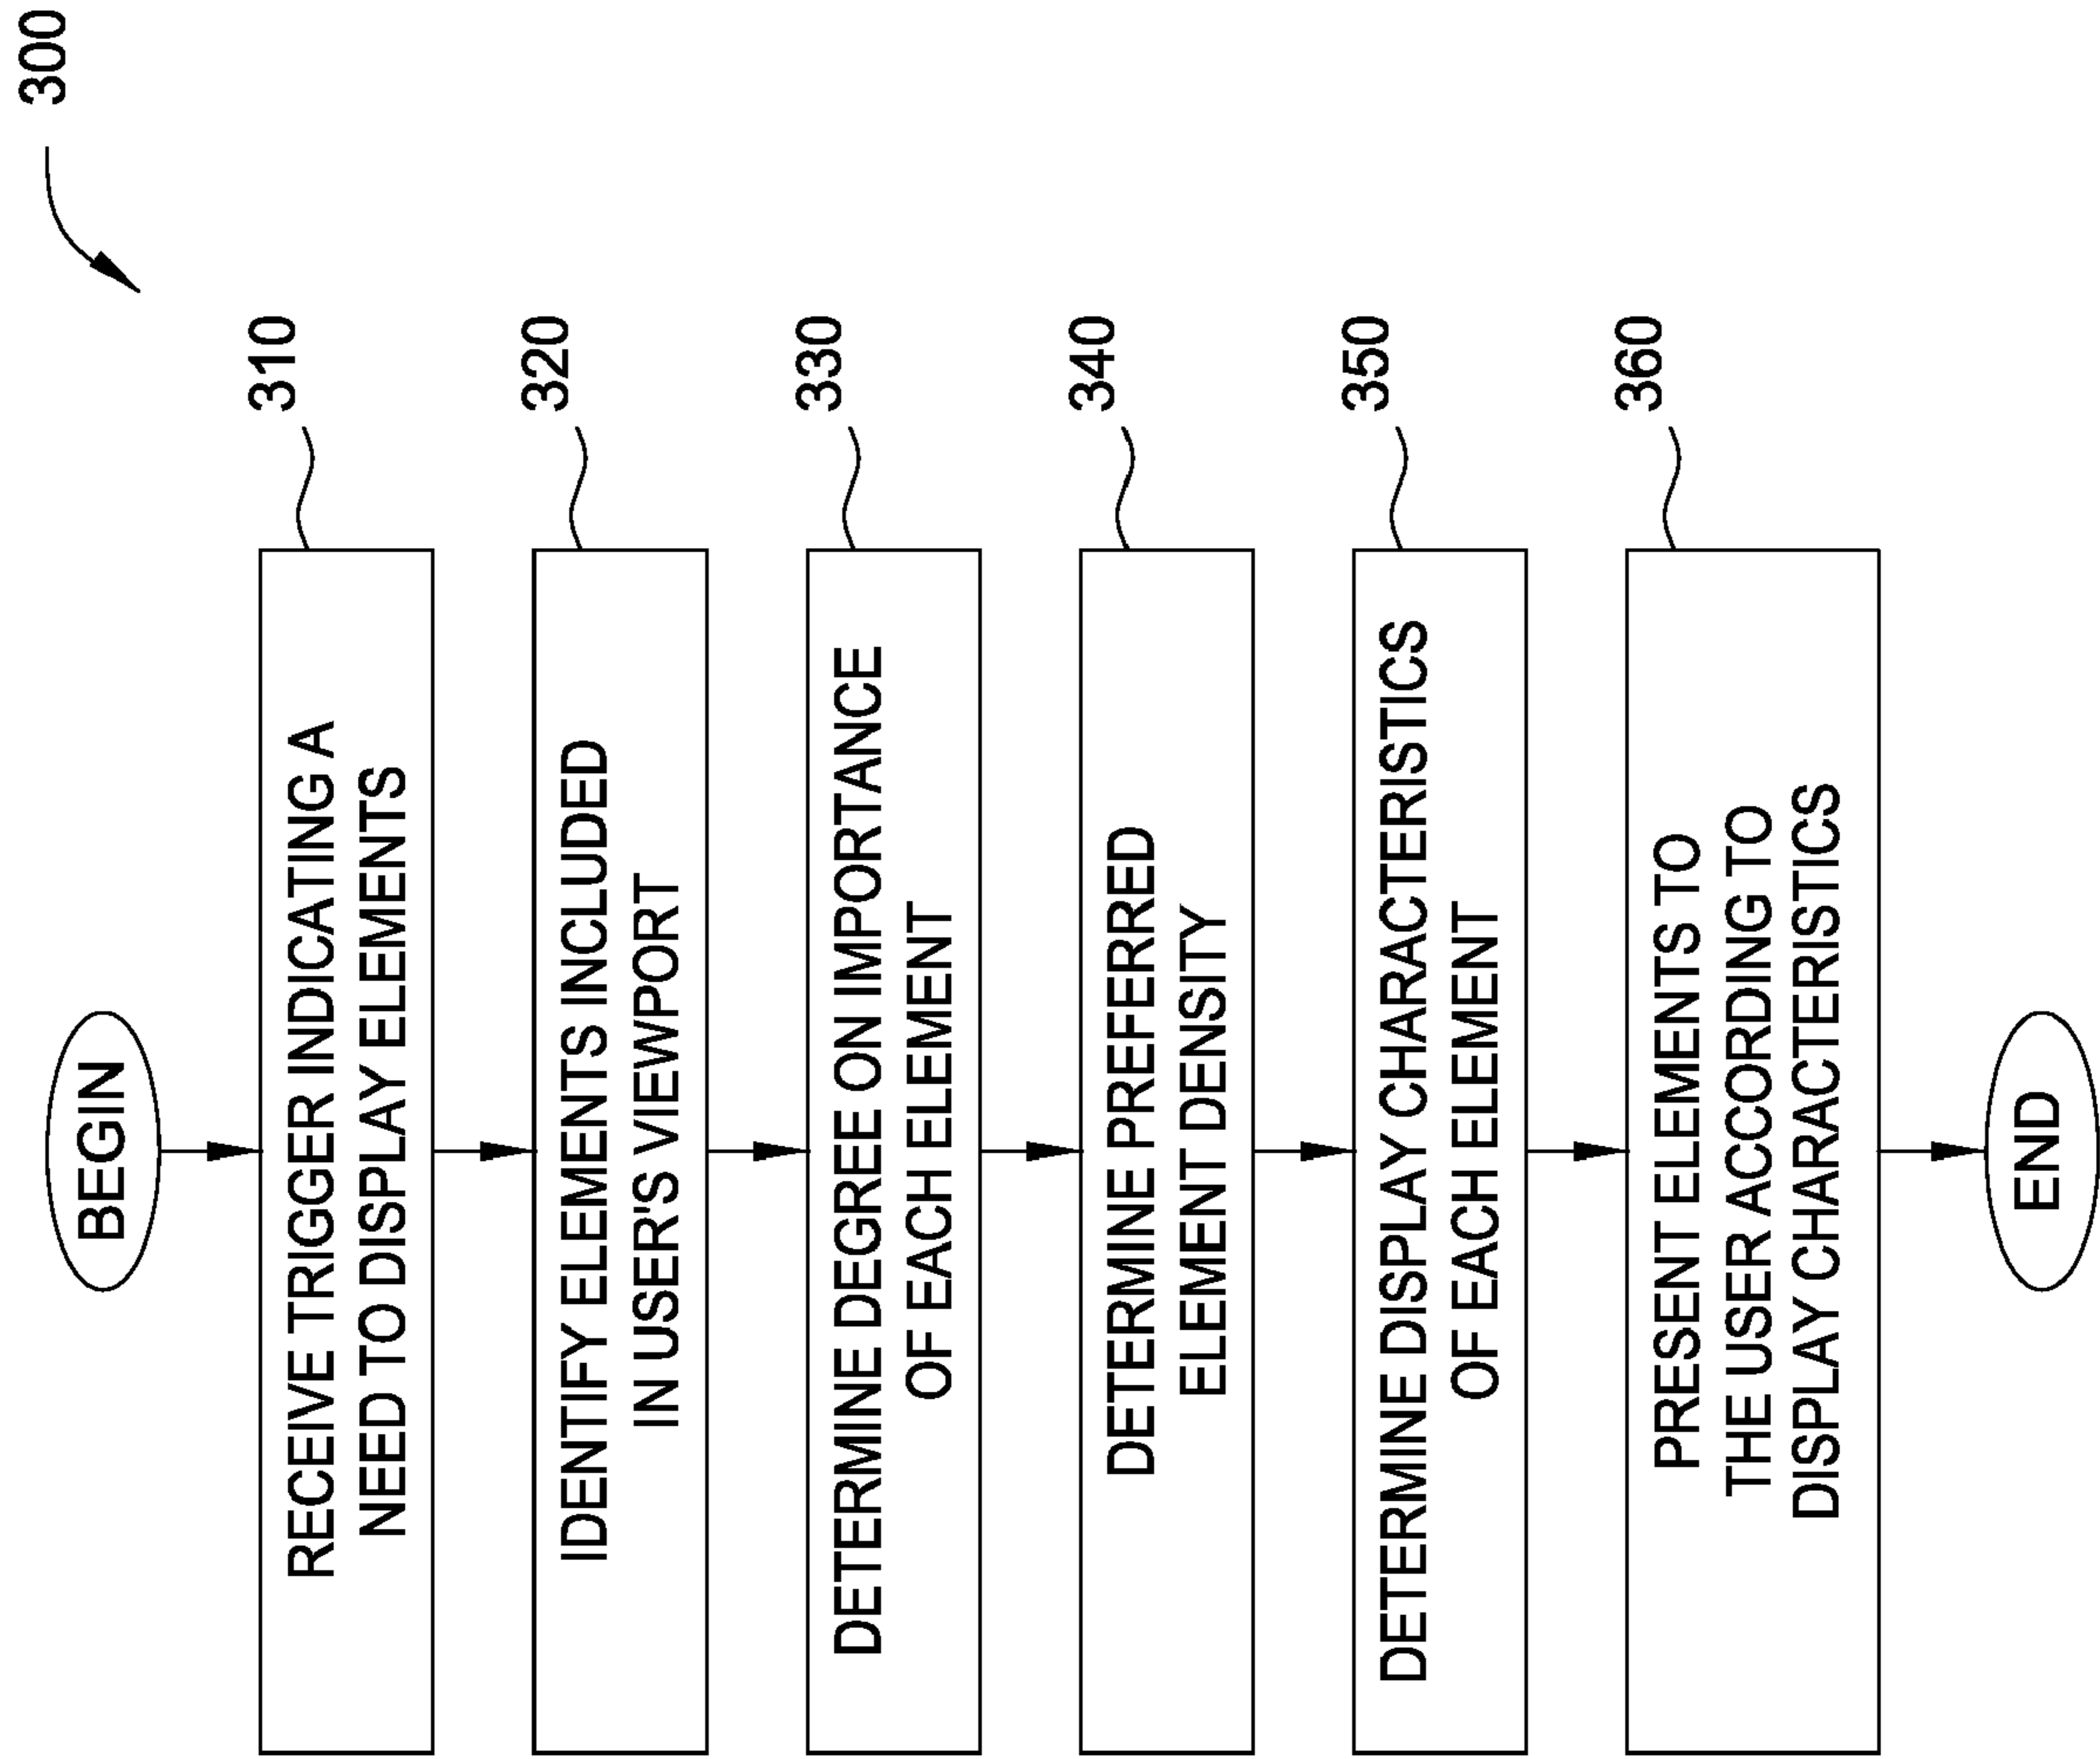 300
BEGIN
310
RECEIVE TRIGGER INDICATING A
NEED TO DISPLAY ELEMENTS
320
IDENTIFY ELEMENTS INCLUDED
IN USER'S VIEWPORT
330
DETERMINE DEGREE ON IMPORTANCE
OF EACH ELEMENT
340
DETERMINE PREFERRED
ELEMENT DENSITY
350
DETERMINE DISPLAY CHARACTERISTICS
OF EACH ELEMENT
360
PRESENT ELEMENTS TO
THE USER ACCORDING TO
DISPLAY CHARACTERISTICS
END